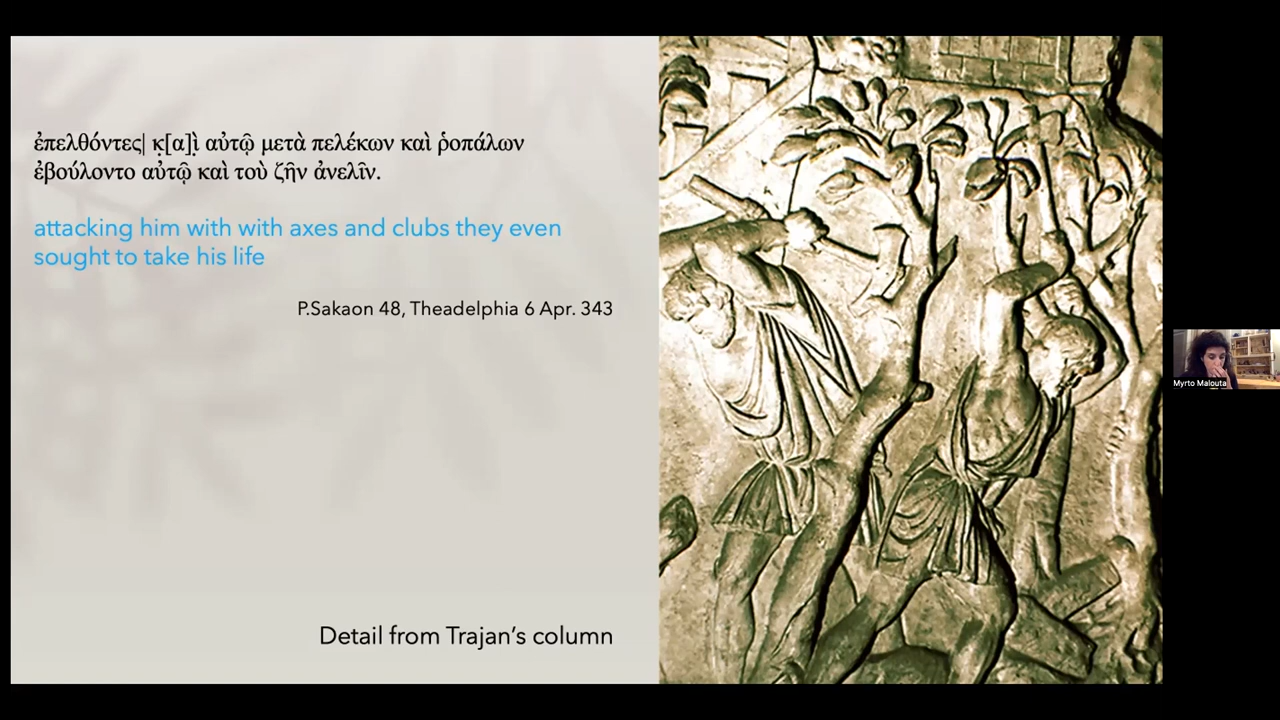 ἐπελθόντες| κ̣[α]ὶ̣ αὐτῷ μετὰ πελέκων καὶ ῥοπάλων
ἐβούλοντο αὐτῷ καὶ τοὺ ζῆν ἀνελῖν.
attacking him with with axes and clubs they even
sought to take his life
P.Sakaon 48, Theadelphia 6 Apr. 343
Detail from Trajan’s column
Myrto Malouta